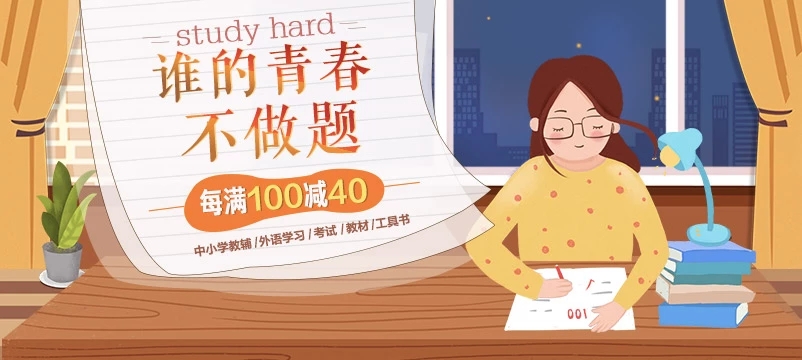 study hard
谁的青春
不做题
每满100减40
中小学教辅/外语学习/考试/教材/工具书
100